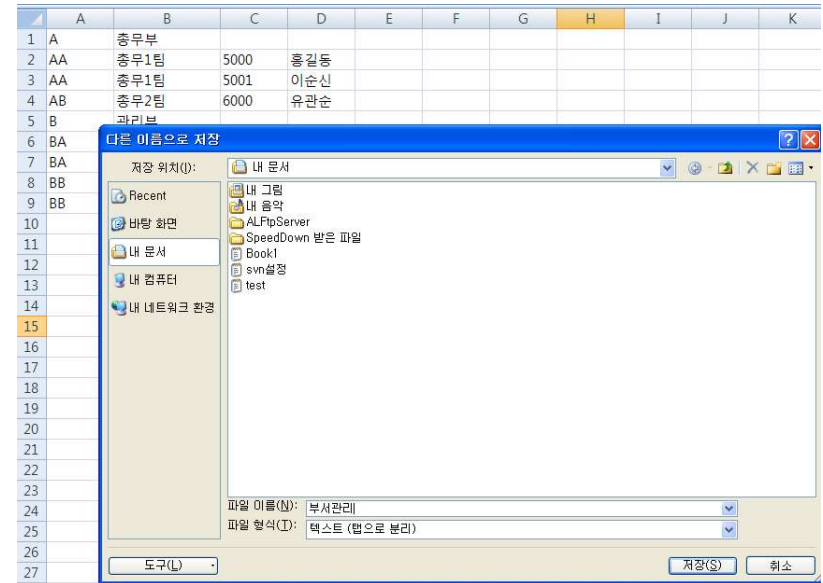 A B C D E F G H I J K
1 A 총무부
2 AA 총무1팀 5000 홍길동
3 AA 총무1팀 5001 이순신
4 AB 총무2팀 6000 유관순
5 B 관리부
6 BA
7 BA
8 BB
9 BB
10
11
12
13
14
15
16
17
18
19
20
21
22
23
24
25
26
27
다른 이름으로 저장
저장 위치(I): 내 문서
Recent
바탕 화면
내 문서
내 컴퓨터
내 네트워크 환경
내 그림
내 음악
ALFtpServer
SpeedDown 받은 파일
Book1
svn설정
test
파일 이름(N): 부서관리
파일 형식(T): 텍스트 (탭으로 분리)
도구(L) 저장(S) 취소